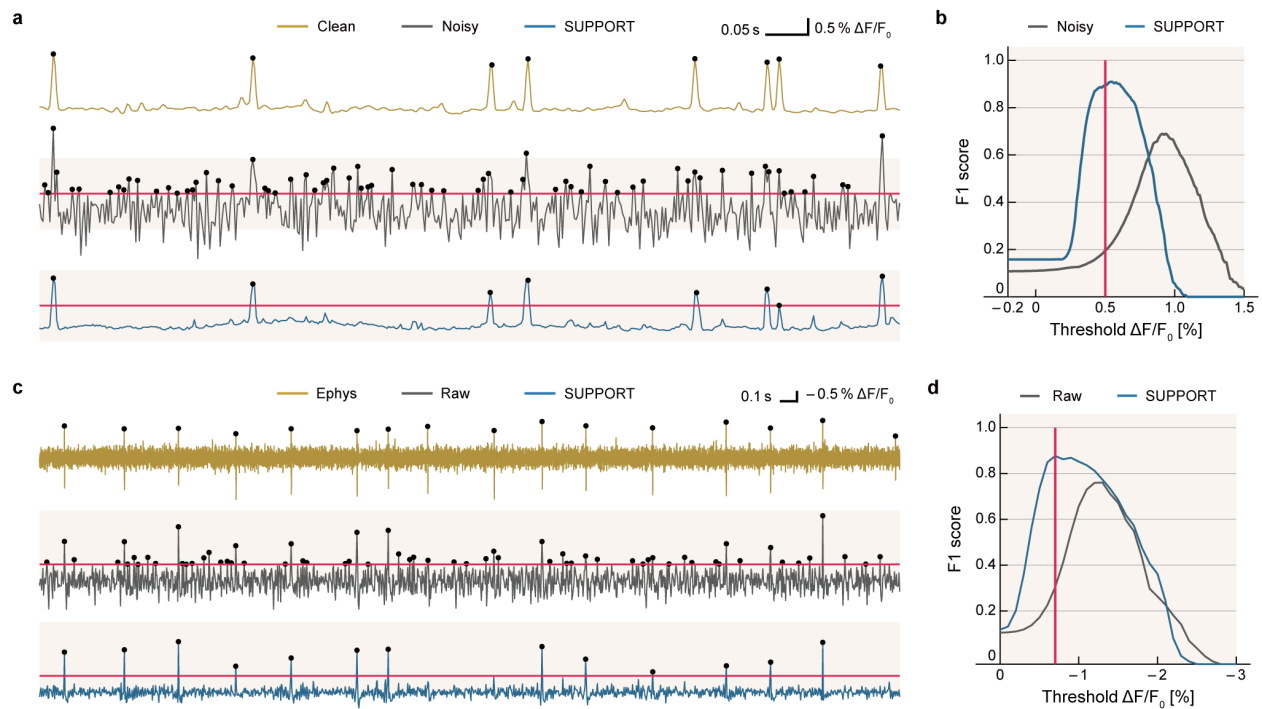 a
Clean Noisy SUPPORT 0.05 s 0.5 % ΔF/F₀
b
Noisy SUPPORT
1.0
0.8
0.6
0.4
0.2
0
F1 score
−0.2 0 0.5 1.0 1.5
Threshold ΔF/F₀ [%]
c
Ephys Raw SUPPORT 0.1 s −0.5 % ΔF/F₀
d
Raw SUPPORT
1.0
0.8
0.6
0.4
0.2
0
F1 score
0 −1 −2 −3
Threshold ΔF/F₀ [%]